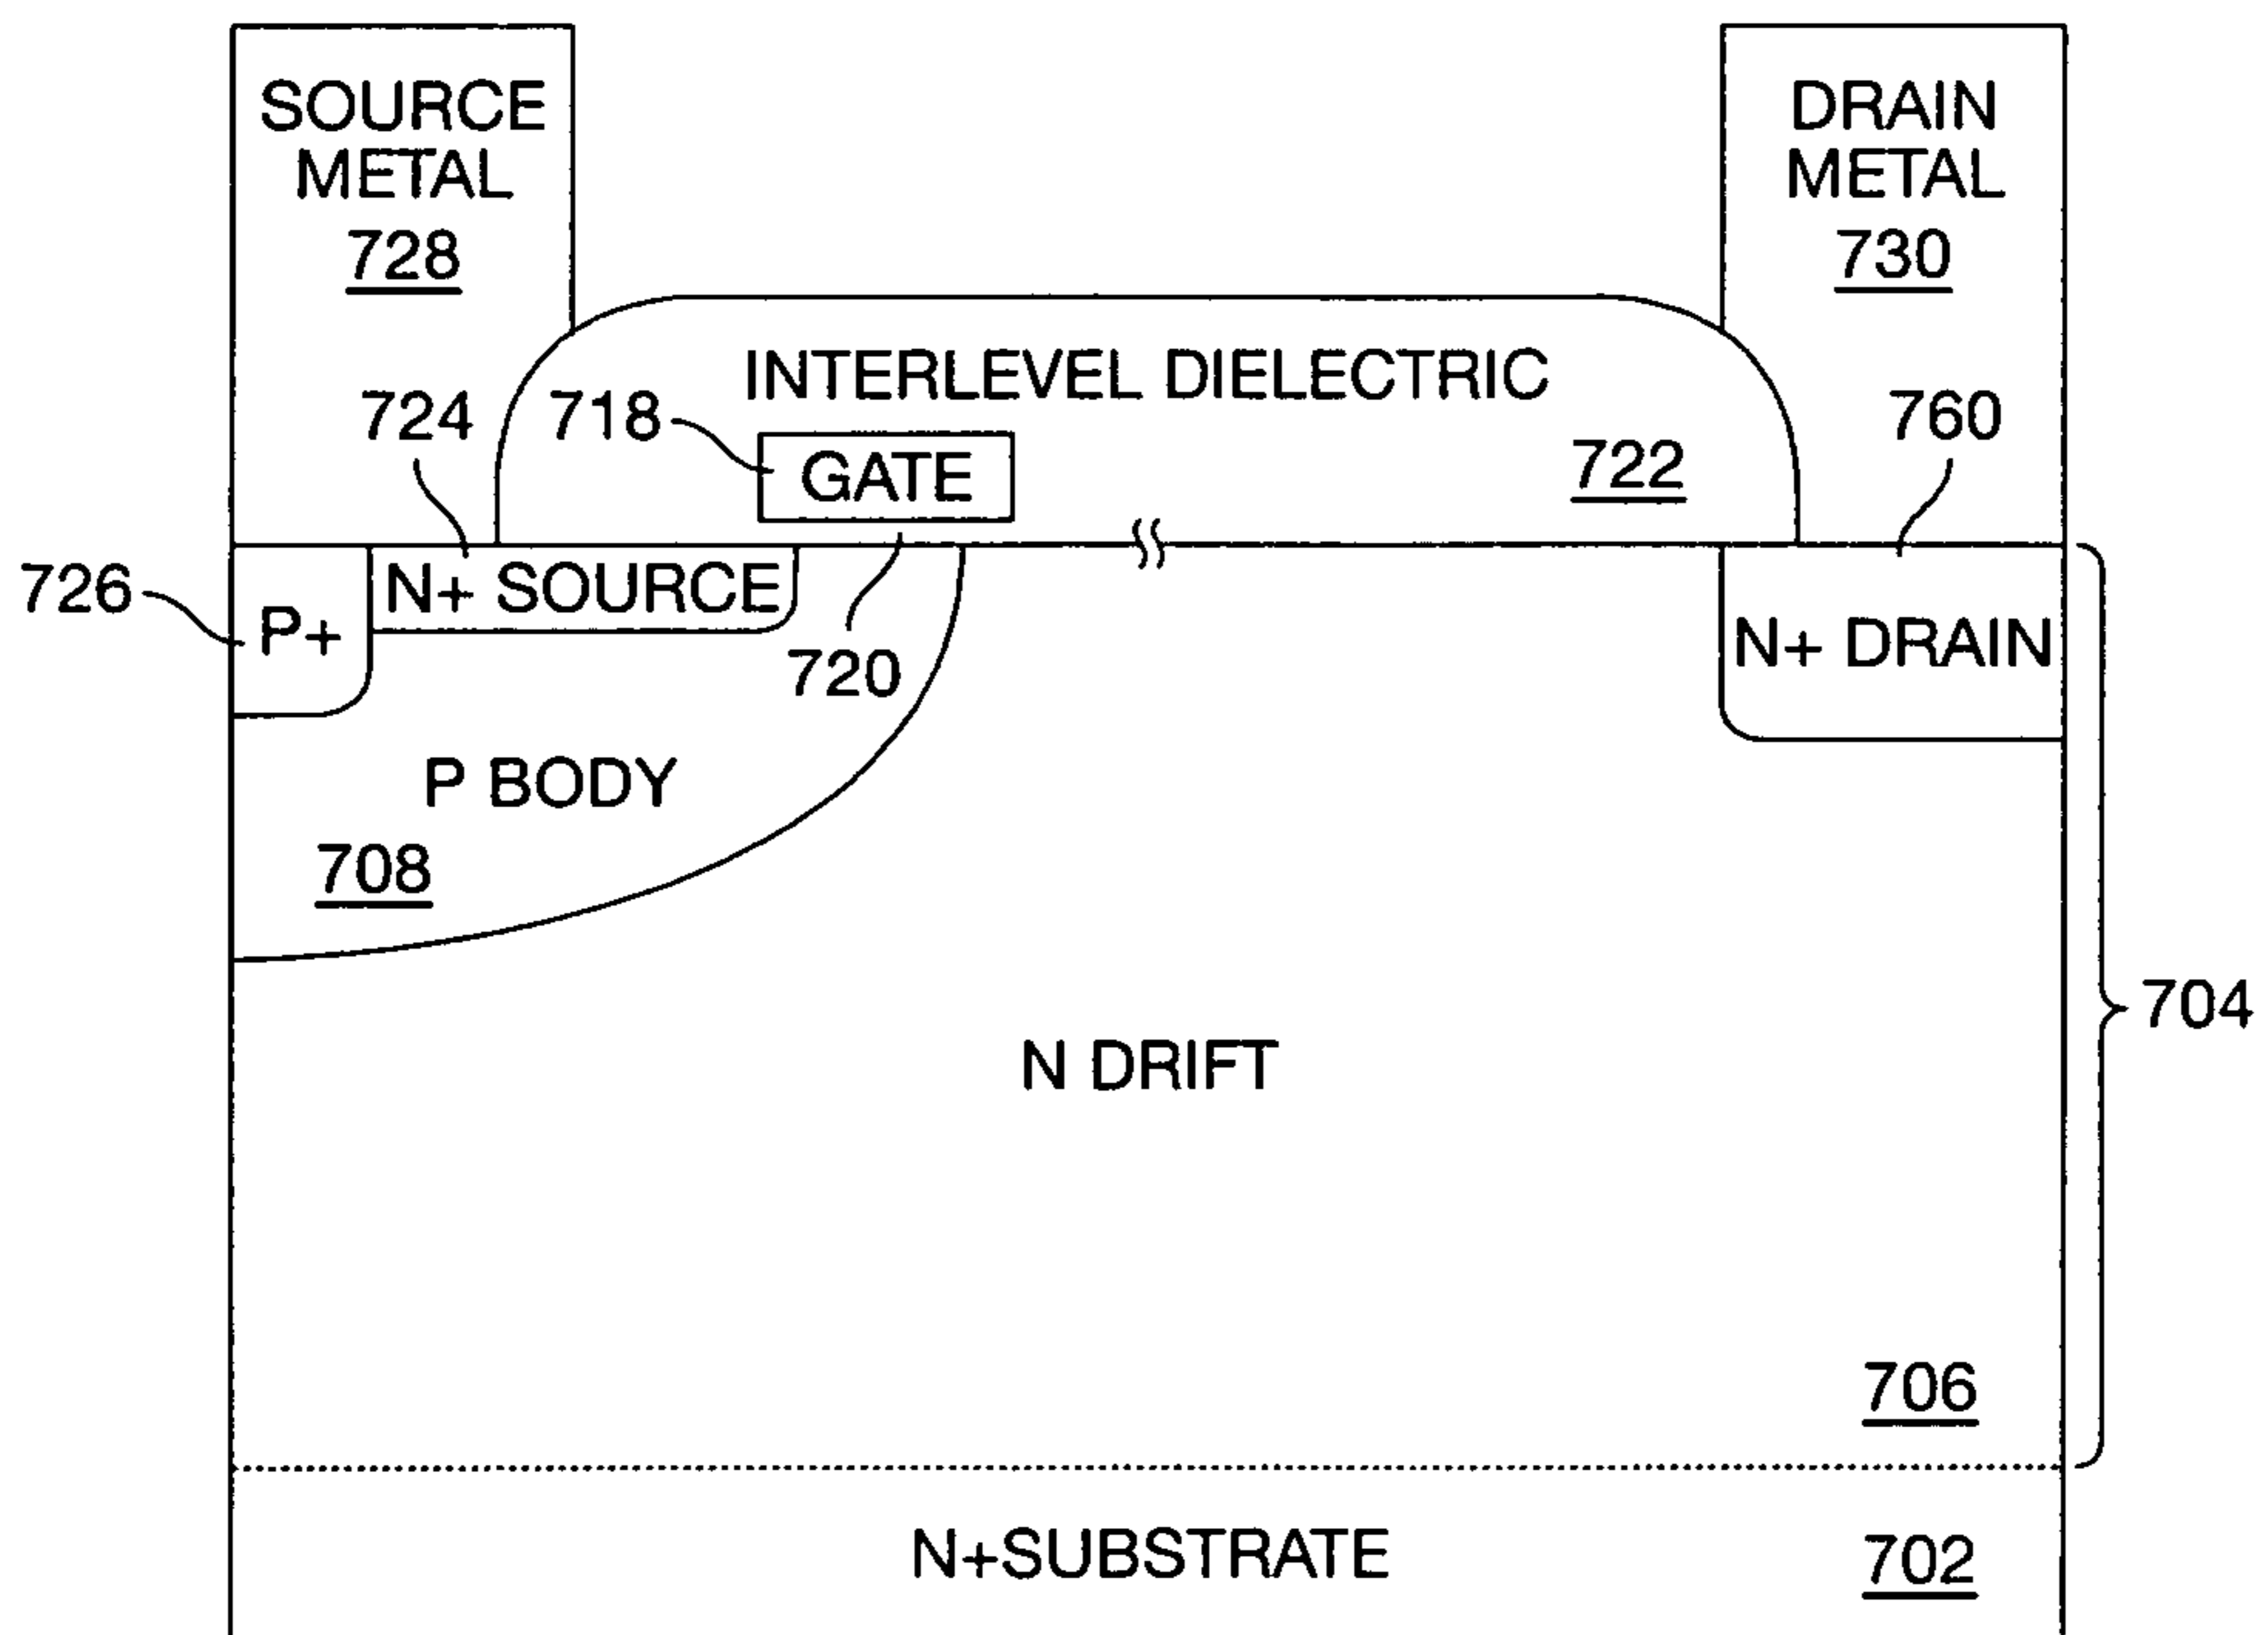 SOURCE
METAL
728
DRAIN
METAL
730
INTERLEVEL DIELECTRIC
724
718
GATE
722
760
726
P+
N+ SOURCE
720
N+ DRAIN
P BODY
708
704
N DRIFT
706
N+SUBSTRATE
702